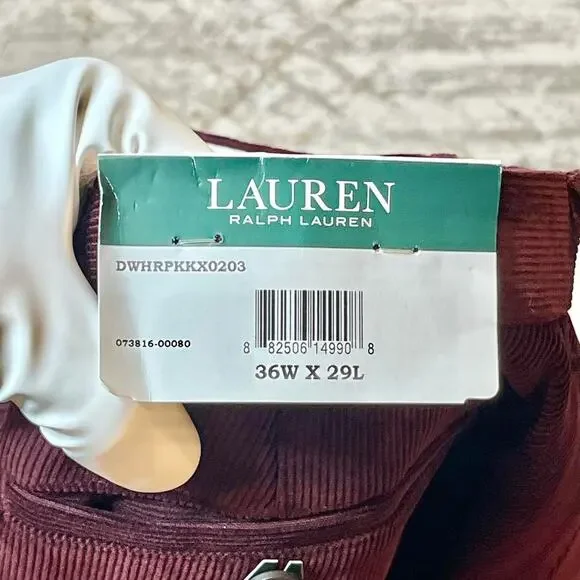 LAUREN
RALPH LAUREN
DWHRPKKX0203
073816-00080
8 82506 14990 8
36W X 29L